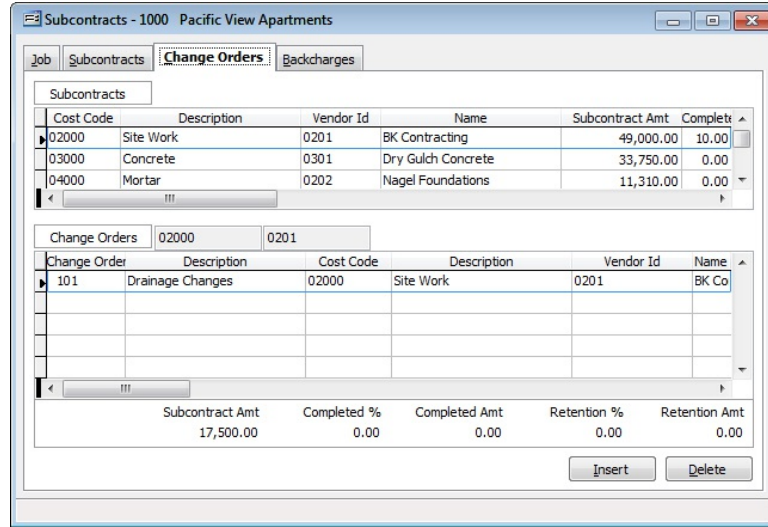 Subcontracts - 1000 Pacific View Apartments
Job Subcontracts Change Orders Backcharges
Subcontracts
Cost Code Description Vendor Id Name Subcontract Amt Complete
02000 Site Work 0201 BK Contracting 49,000.00 10.00
03000 Concrete 0301 Dry Gulch Concrete 33,750.00 0.00
04000 Mortar 0202 Nagel Foundations 11,310.00 0.00
Change Orders 02000 0201
Change Order Description Cost Code Description Vendor Id Name
101 Drainage Changes 02000 Site Work 0201 BK Co
Subcontract Amt Completed % Completed Amt Retention % Retention Amt
17,500.00 0.00 0.00 0.00 0.00
Insert Delete